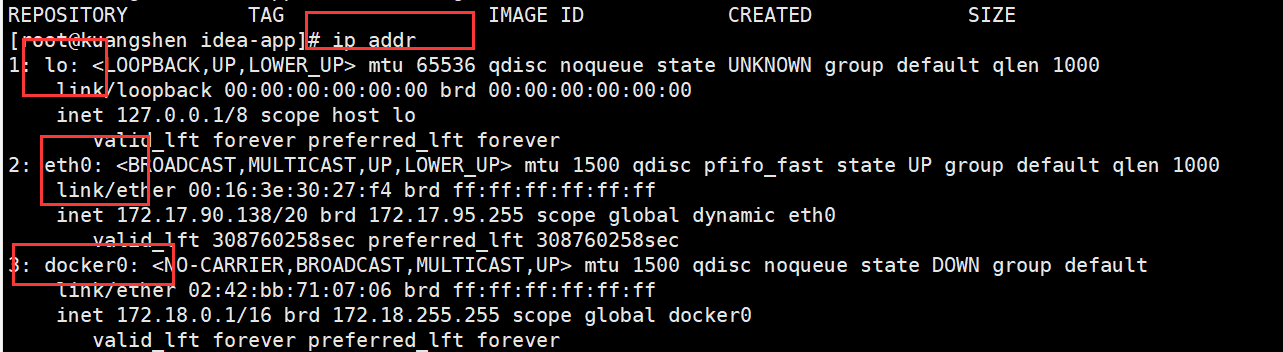 REPOSITORY TAG IMAGE ID CREATED SIZE
[root@kuangshen idea-app]# ip addr
1: lo: <LOOPBACK,UP,LOWER_UP> mtu 65536 qdisc noqueue state UNKNOWN group default qlen 1000
link/loopback 00:00:00:00:00:00 brd 00:00:00:00:00:00
inet 127.0.0.1/8 scope host lo
valid_lft forever preferred_lft forever
2: eth0: <BROADCAST,MULTICAST,UP,LOWER_UP> mtu 1500 qdisc pfifo_fast state UP group default qlen 1000
link/ether 00:16:3e:30:27:f4 brd ff:ff:ff:ff:ff:ff
inet 172.17.90.138/20 brd 172.17.95.255 scope global dynamic eth0
valid_lft 308760258sec preferred_lft 308760258sec
3: docker0: <NO-CARRIER,BROADCAST,MULTICAST,UP> mtu 1500 qdisc noqueue state DOWN group default
link/ether 02:42:bb:71:07:06 brd ff:ff:ff:ff:ff:ff
inet 172.18.0.1/16 brd 172.18.255.255 scope global docker0
valid_lft forever preferred_lft forever